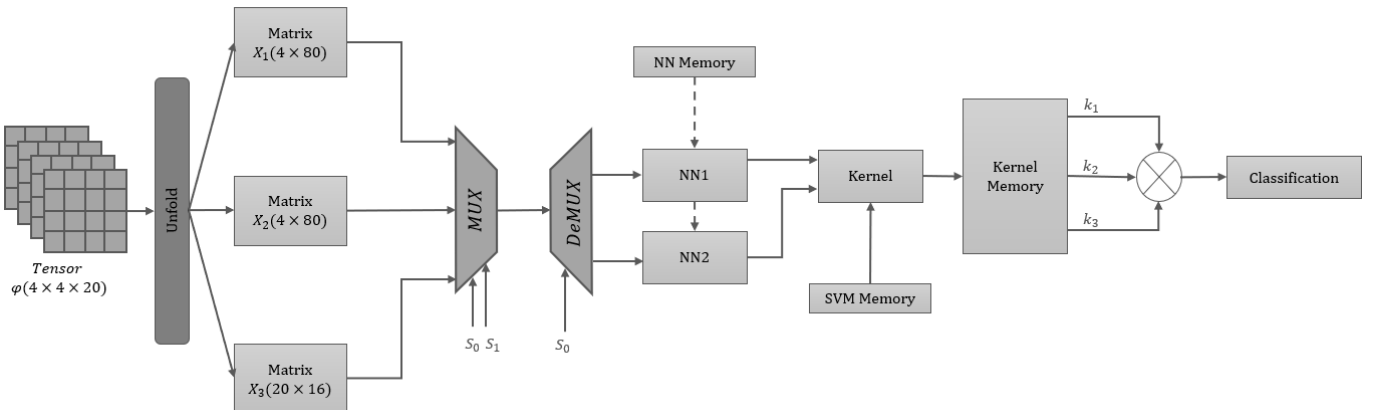 Tensor
φ(4 × 4 × 20)
Unfold
Matrix
X₁(4 × 80)
Matrix
X₂(4 × 80)
Matrix
X₃(20 × 16)
MUX
S₀ S₁
DeMUX
S₀
NN Memory
NN1
NN2
Kernel
SVM Memory
Kernel
Memory
k₁
k₂
k₃
Classification